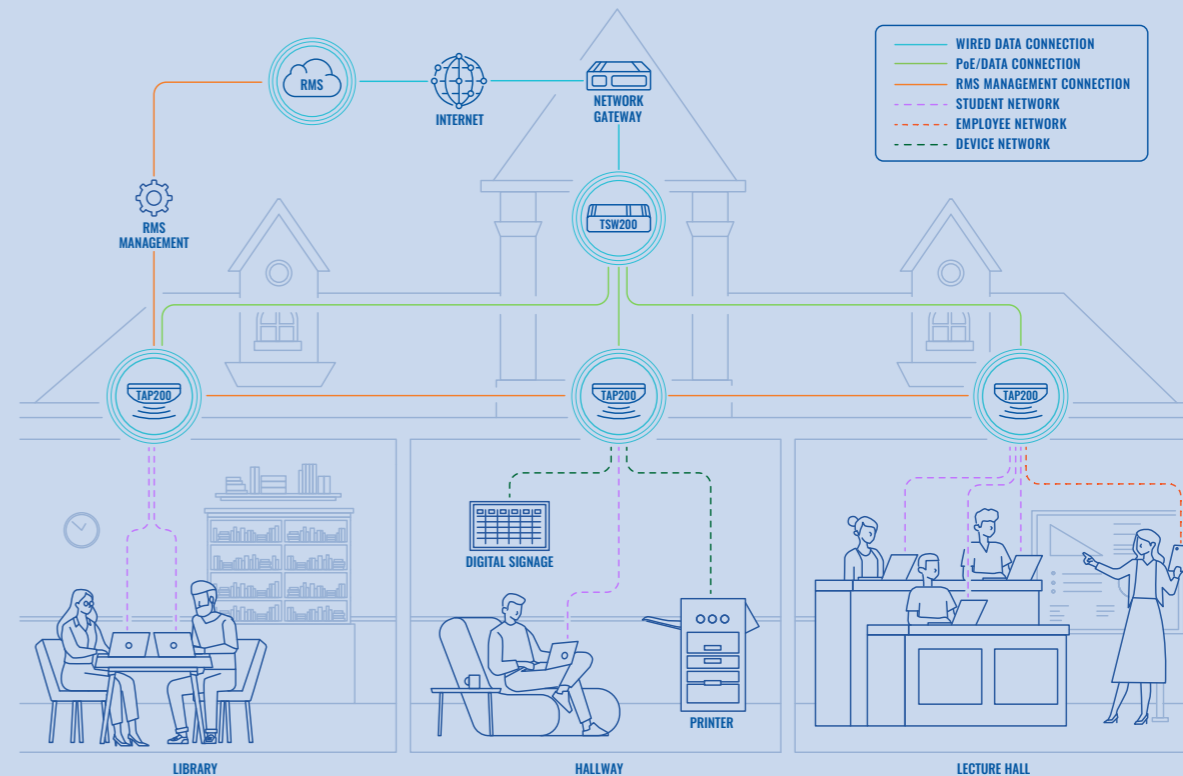 RMS
INTERNET
NETWORK
GATEWAY
WIRED DATA CONNECTION
PoE/DATA CONNECTION
RMS MANAGEMENT CONNECTION
STUDENT NETWORK
EMPLOYEE NETWORK
DEVICE NETWORK
RMS
MANAGEMENT
TSW200
TAP200
TAP200
TAP200
DIGITAL SIGNAGE
PRINTER
LIBRARY
HALLWAY
LECTURE HALL